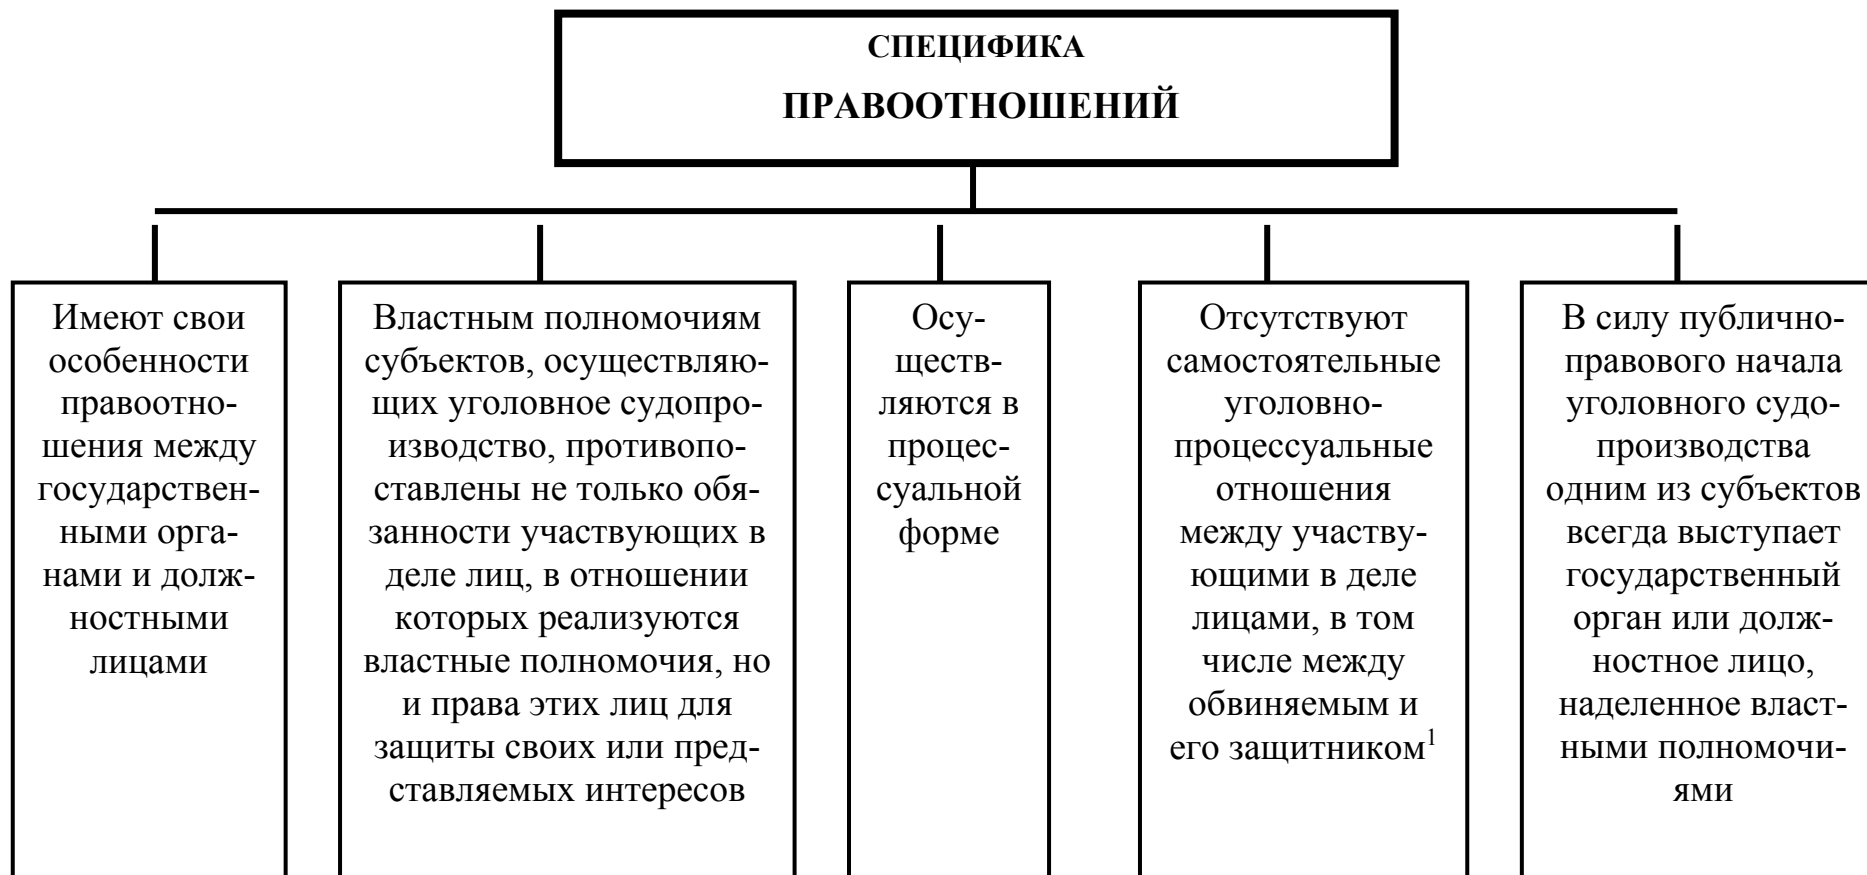 СПЕЦИФИКА
ПРАВООТНОШЕНИЙ
Имеют свои
особенности
правоотно-
шения между
государствен-
ными орга-
нами и долж-
ностными
лицами
Властным полномочиям
субъектов, осуществляю-
щих уголовное судопро-
изводство, противопо-
ставлены не только обя-
занности участвующих в
деле лиц, в отношении
которых реализуются
властные полномочия, но
и права этих лиц для
защиты своих или пред-
ставляемых интересов
Осу-
ществ-
ляются в
процес-
суальной
форме
Отсутствуют
самостоятельные
уголовно-
процессуальные
отношения
между участву-
ющими в деле
лицами, в том
числе между
обвиняемым и
его защитником¹
В силу публично-
правового начала
уголовного судо-
производства
одним из субъектов
всегда выступает
государственный
орган или долж-
ностное лицо,
наделенное власт-
ными полномочи-
ями